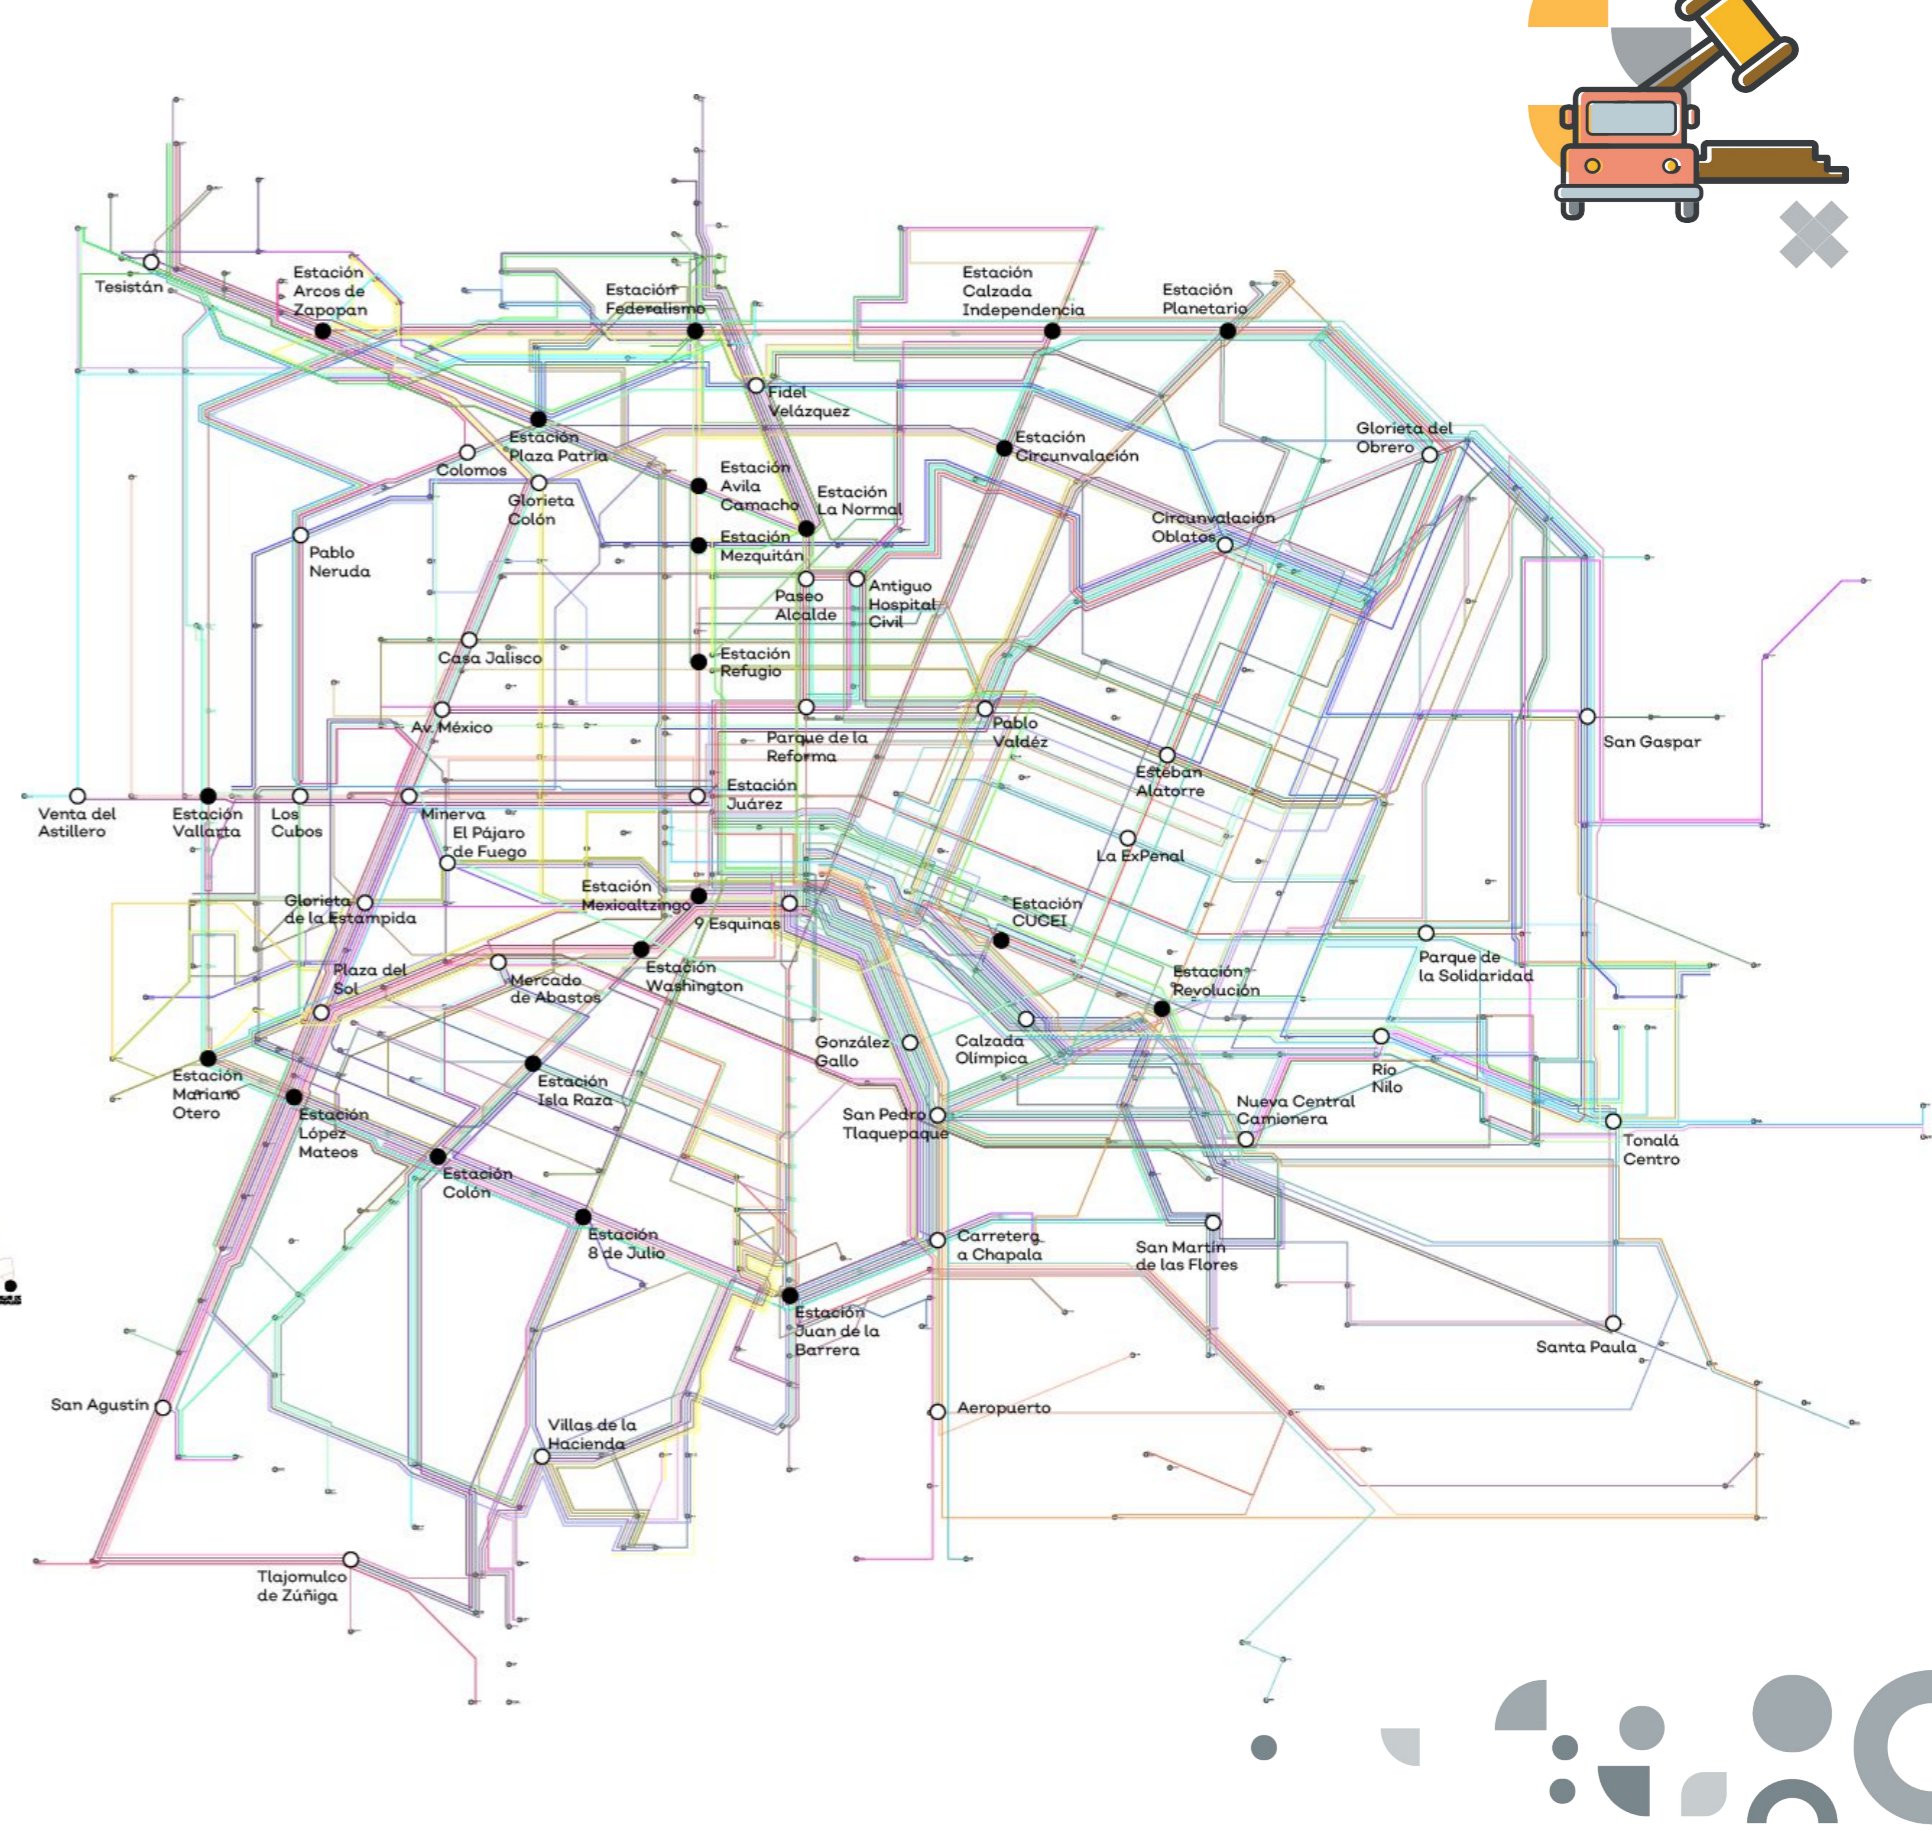 Tesistán
Estación
Arcos de
Zapopan
Estación
Federalismo
Estación
Calzada
Independencia
Estación
Planetario
Fidel
Velázquez
Estación
Plaza Patria
Colomos
Glorieta
Colón
Estación
Avila
Camacho
Estación
La Normal
Estación
Circunvalación
Glorieta del
Obrero
Pablo
Neruda
Estación
Mezquitán
Circunvalación
Oblatos
Paseo
Alcalde
Antiguo
Hospital
Civil
Casa Jalisco
Estación
Refugio
Av. México
Parque de la
Reforma
Pablo
Valdéz
San Gaspar
Esteban
Alatorre
Venta del
Astillero
Estación
Vallarta
Los
Cubos
Minerva
Estación
Juárez
El Pájaro
de Fuego
La ExPenal
Glorieta
de la Estampida
Estación
Mexicaltzingo
9 Esquinas
Estación
CUCEI
Plaza del
Sol
Mercado
de Abastos
Estación
Washington
Estación
Revolución
Parque de
la Solidaridad
González
Gallo
Calzada
Olímpica
Estación
Mariano
Otero
Estación
Isla Raza
Río
Nilo
Estación
López
Mateos
San Pedro
Tlaquepaque
Nueva Central
Camionera
Tonalá
Centro
Estación
Colón
Estación
8 de Julio
Carretera
a Chapala
San Martín
de las Flores
Estación
Juan de la
Barrera
Santa Paula
San Agustín
Aeropuerto
Villas de la
Hacienda
Tlajomulco
de Zúñiga